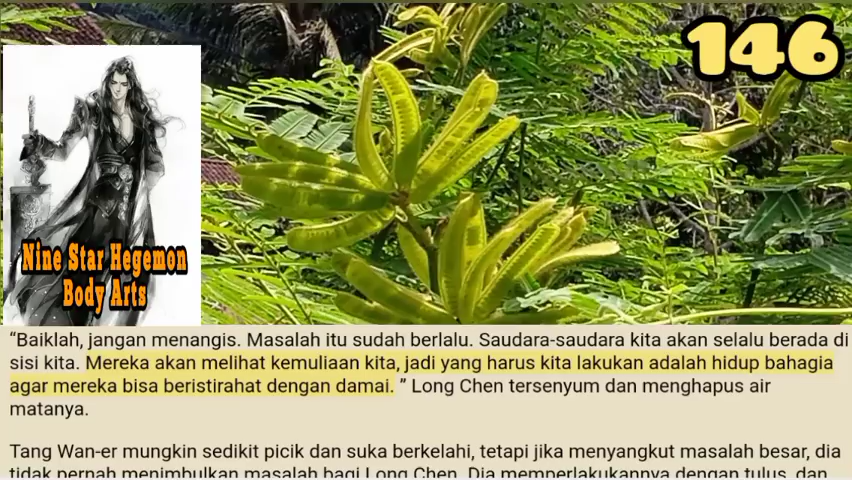 146
Nine Star Hegemon
Body Arts
“Baiklah, jangan menangis. Masalah itu sudah berlalu. Saudara-saudara kita akan selalu berada di
sisi kita. Mereka akan melihat kemuliaan kita, jadi yang harus kita lakukan adalah hidup bahagia
agar mereka bisa beristirahat dengan damai. ” Long Chen tersenyum dan menghapus air
matanya.
Tang Wan-er mungkin sedikit picik dan suka berkelahi, tetapi jika menyangkut masalah besar, dia
tidak pernah menimbulkan masalah bagi Long Chen. Dia memperlakukannya dengan tulus, dan